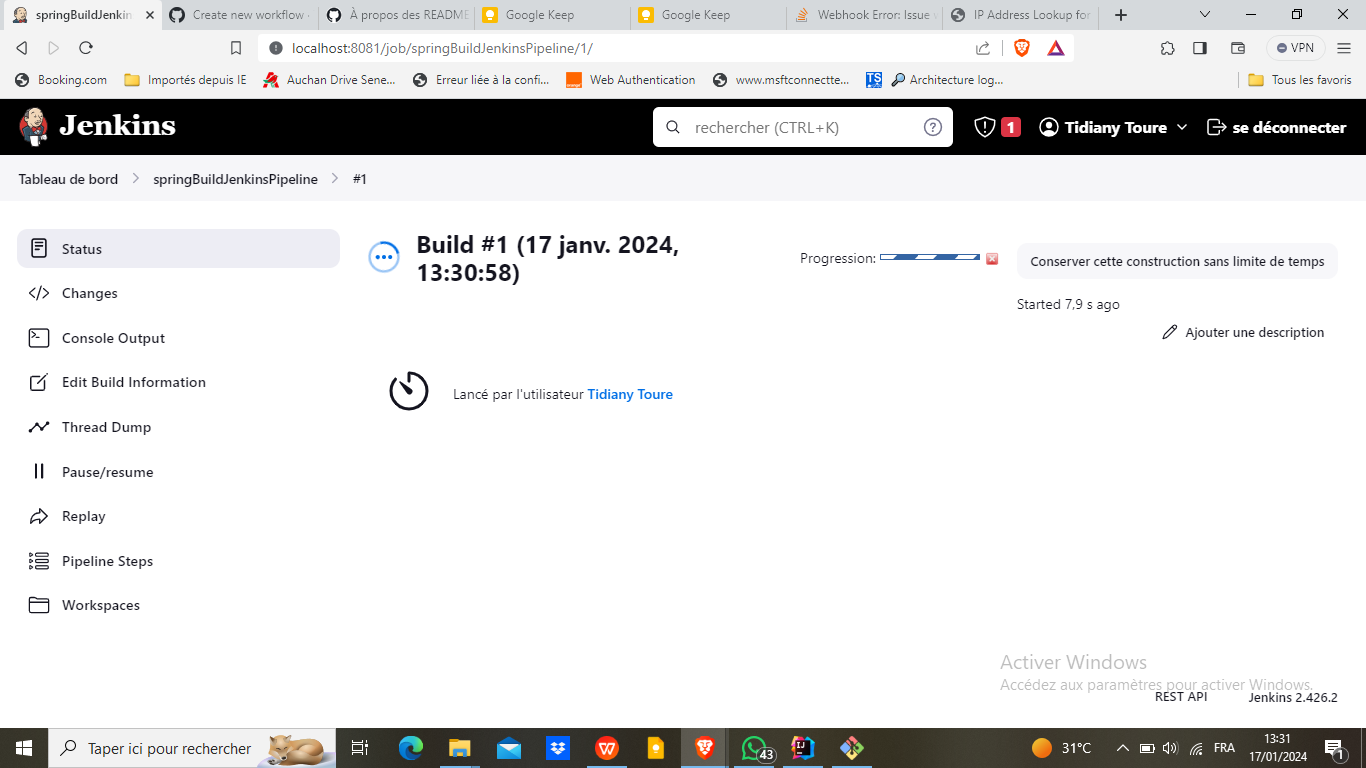 springBuildJenkin
Create new workflow
À propos des README
Google Keep
Google Keep
Webhook Error: Issue
IP Address Lookup for
localhost:8081/job/springBuildJenkinsPipeline/1/
VPN
Booking.com
Importés depuis IE
Auchan Drive Sene...
Erreur liée à la confi...
Web Authentication
www.msftconnectte...
TS
Architecture log...
Tous les favoris
Jenkins
rechercher (CTRL+K)
1
Tidiany Toure
se déconnecter
Tableau de bord
springBuildJenkinsPipeline
#1
Status
Changes
Console Output
Edit Build Information
Thread Dump
Pause/resume
Replay
Pipeline Steps
Workspaces
Build #1 (17 janv. 2024,
13:30:58)
Progression:
Conserver cette construction sans limite de temps
Started 7,9 s ago
Ajouter une description
Lancé par l'utilisateur Tidiany Toure
Activer Windows
Accédez aux paramètres pour activer Windows.
REST API
Jenkins 2.426.2
Taper ici pour rechercher
43
31°C
FRA
13:31
17/01/2024
1